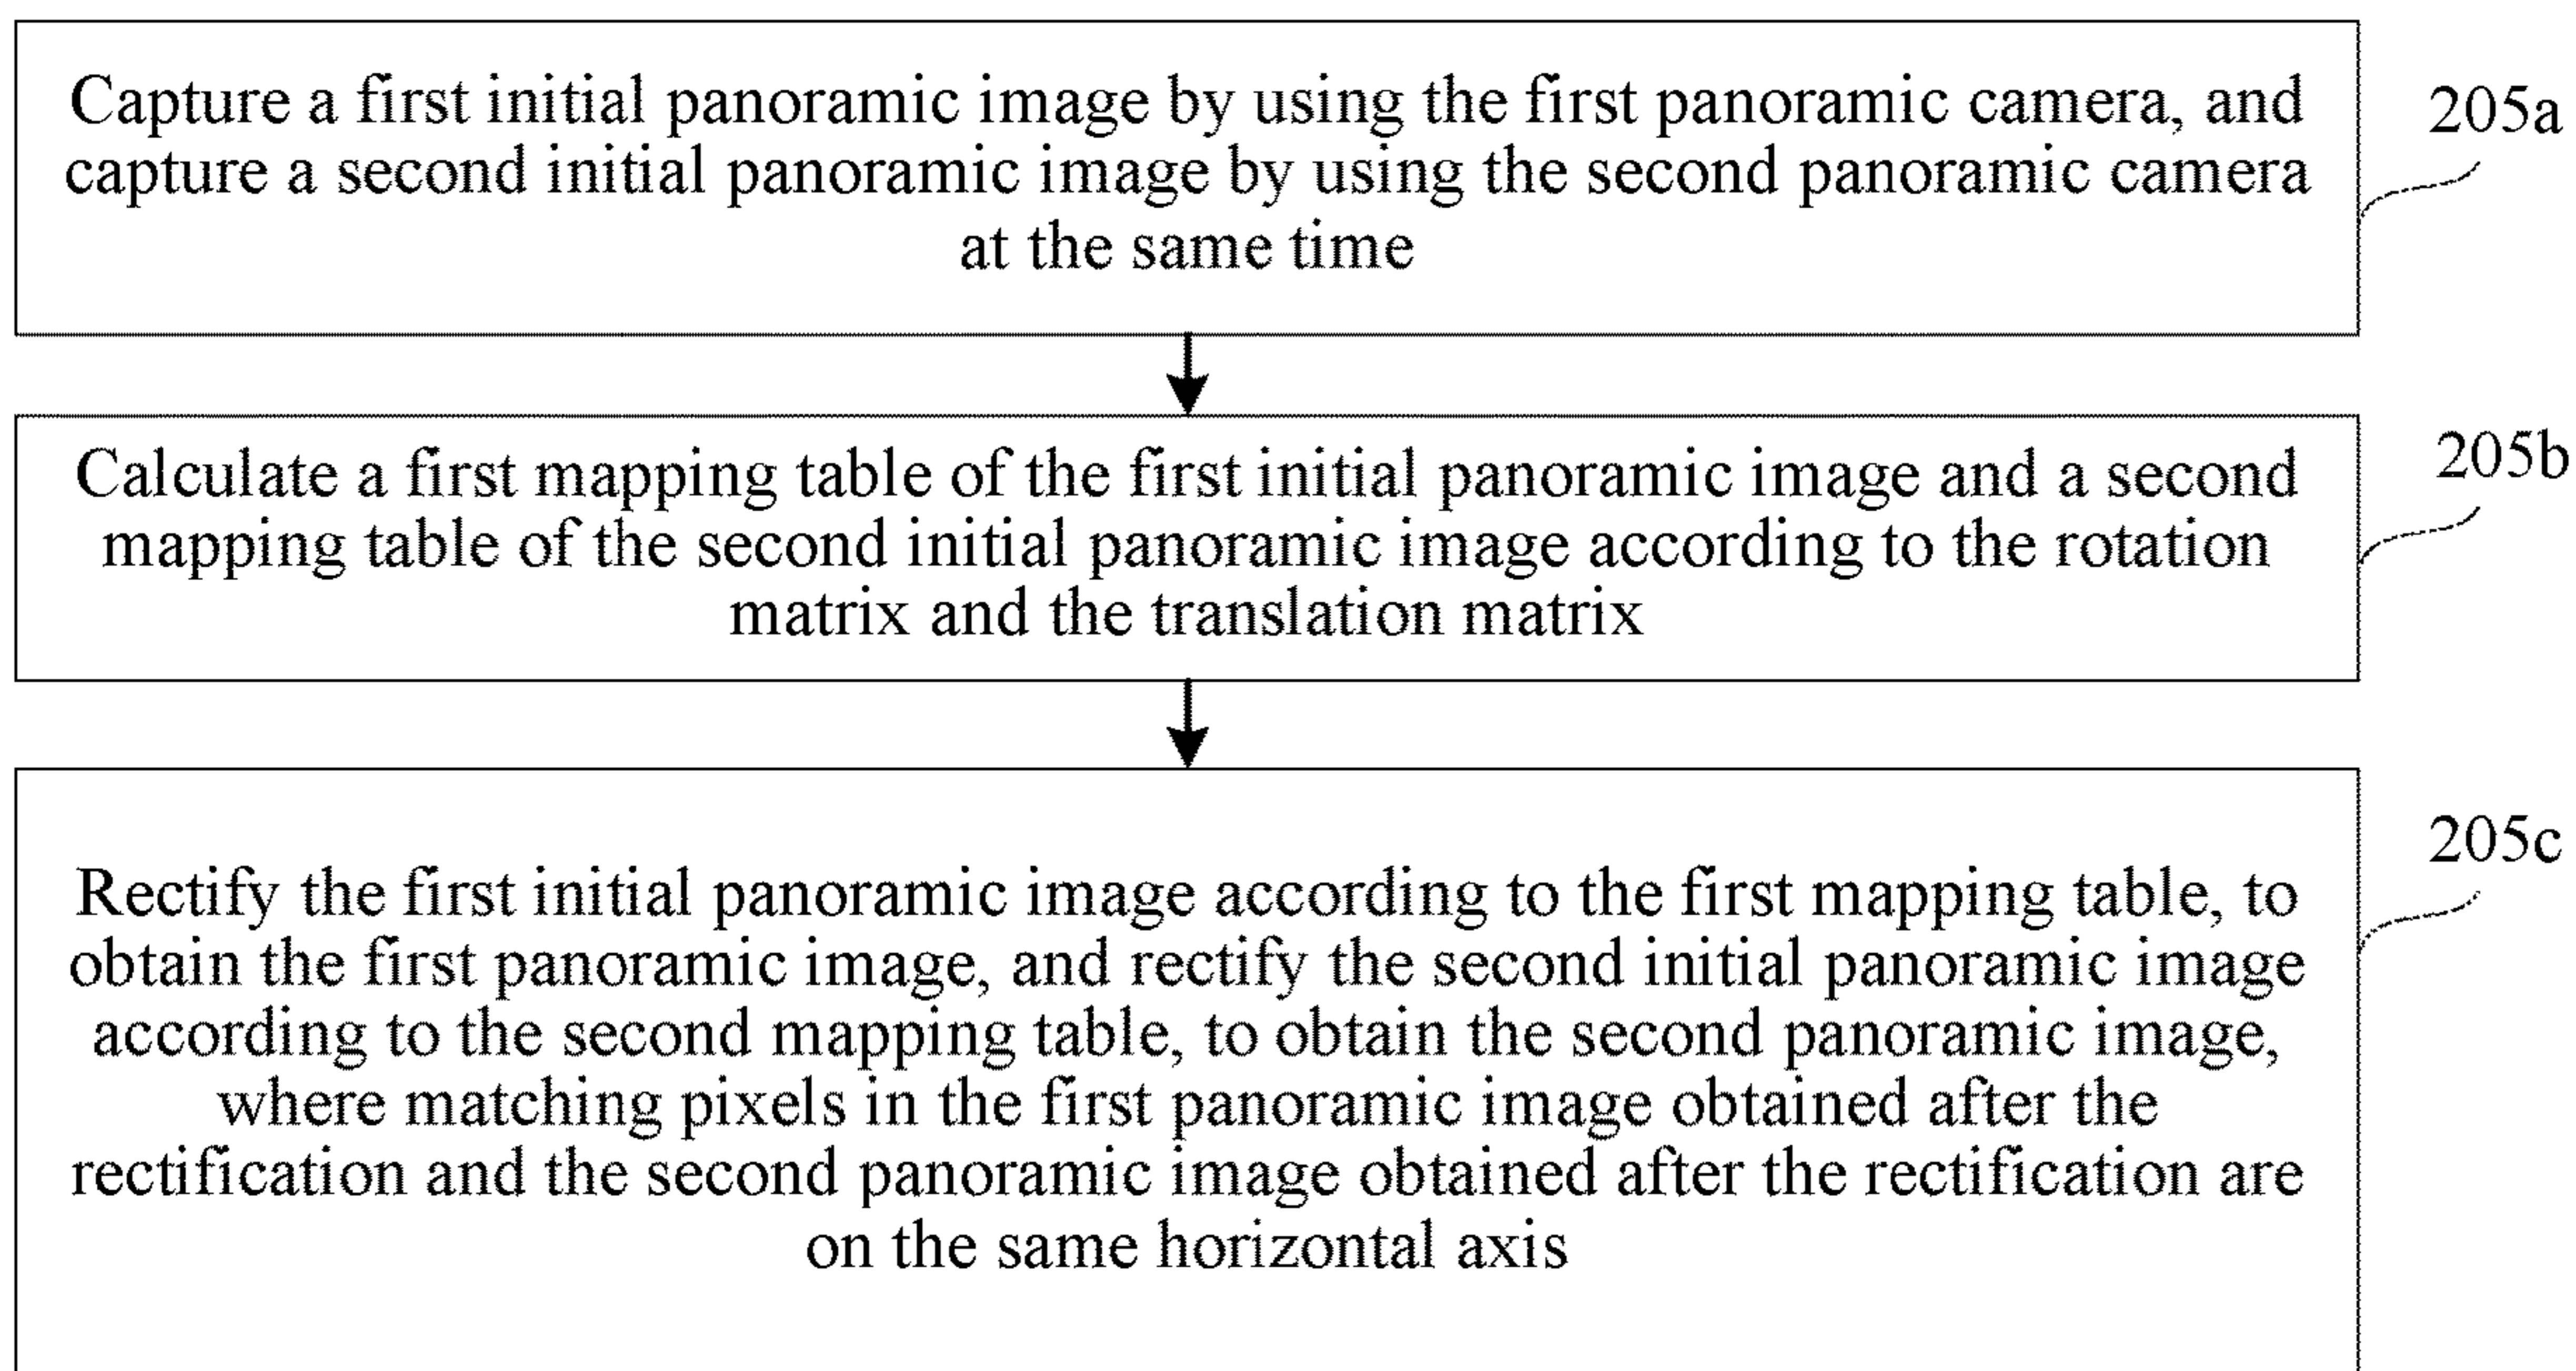 Capture a first initial panoramic image by using the first panoramic camera, and
capture a second initial panoramic image by using the second panoramic camera
at the same time
205a
Calculate a first mapping table of the first initial panoramic image and a second
mapping table of the second initial panoramic image according to the rotation
matrix and the translation matrix
205b
Rectify the first initial panoramic image according to the first mapping table, to
obtain the first panoramic image, and rectify the second initial panoramic image
according to the second mapping table, to obtain the second panoramic image,
where matching pixels in the first panoramic image obtained after the
rectification and the second panoramic image obtained after the rectification are
on the same horizontal axis
205c